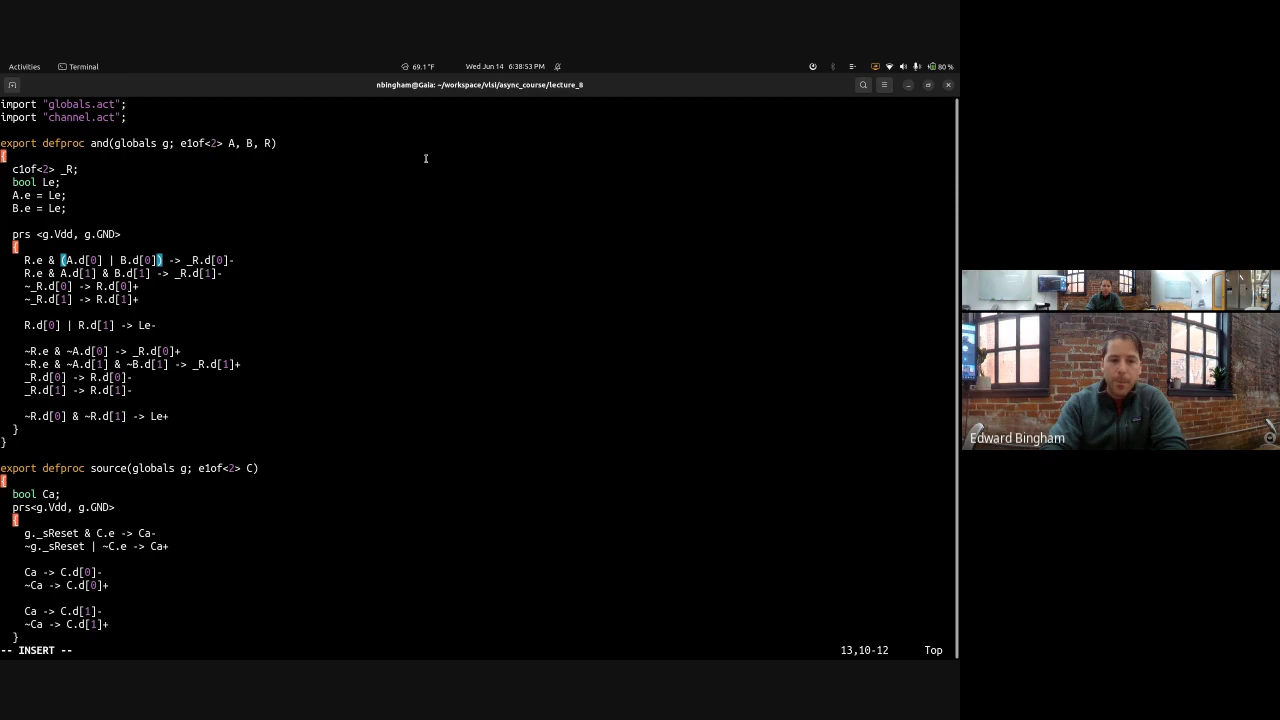 Activities
Terminal
69.1 °F
Wed Jun 14 6:38:53 PM
80 %
nbingham@Gaia: ~/workspace/vlsi/async_course/lecture_8
import "globals.act";
import "channel.act";
export defproc and(globals g; e1of<2> A, B, R)
{
c1of<2> _R;
bool Le;
A.e = Le;
B.e = Le;
prs <g.Vdd, g.GND>
{
R.e & (A.d[0] | B.d[0]) -> _R.d[0]-
R.e & A.d[1] & B.d[1] -> _R.d[1]-
~_R.d[0] -> R.d[0]+
~_R.d[1] -> R.d[1]+
R.d[0] | R.d[1] -> Le-
~R.e & ~A.d[0] -> _R.d[0]+
~R.e & ~A.d[1] & ~B.d[1] -> _R.d[1]+
_R.d[0] -> R.d[0]-
_R.d[1] -> R.d[1]-
~R.d[0] & ~R.d[1] -> Le+
}
}
export defproc source(globals g; e1of<2> C)
{
bool Ca;
prs<g.Vdd, g.GND>
{
g._sReset & C.e -> Ca-
~g._sReset | ~C.e -> Ca+
Ca -> C.d[0]-
~Ca -> C.d[0]+
Ca -> C.d[1]-
~Ca -> C.d[1]+
}
-- INSERT --
13,10-12
Top
Edward Bingham